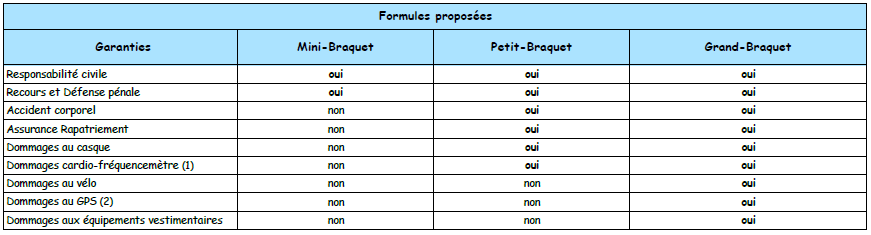 Formules proposées
Garanties Mini-Braquet Petit-Braquet Grand-Braquet
Responsabilité civile oui oui oui
Recours et Défense pénale oui oui oui
Accident corporel non oui oui
Assurance Rapatriement non oui oui
Dommages au casque non oui oui
Dommages cardio-fréquencemètre (1) non oui oui
Dommages au vélo non non oui
Dommages au GPS (2) non non oui
Dommages aux équipements vestimentaires non non oui